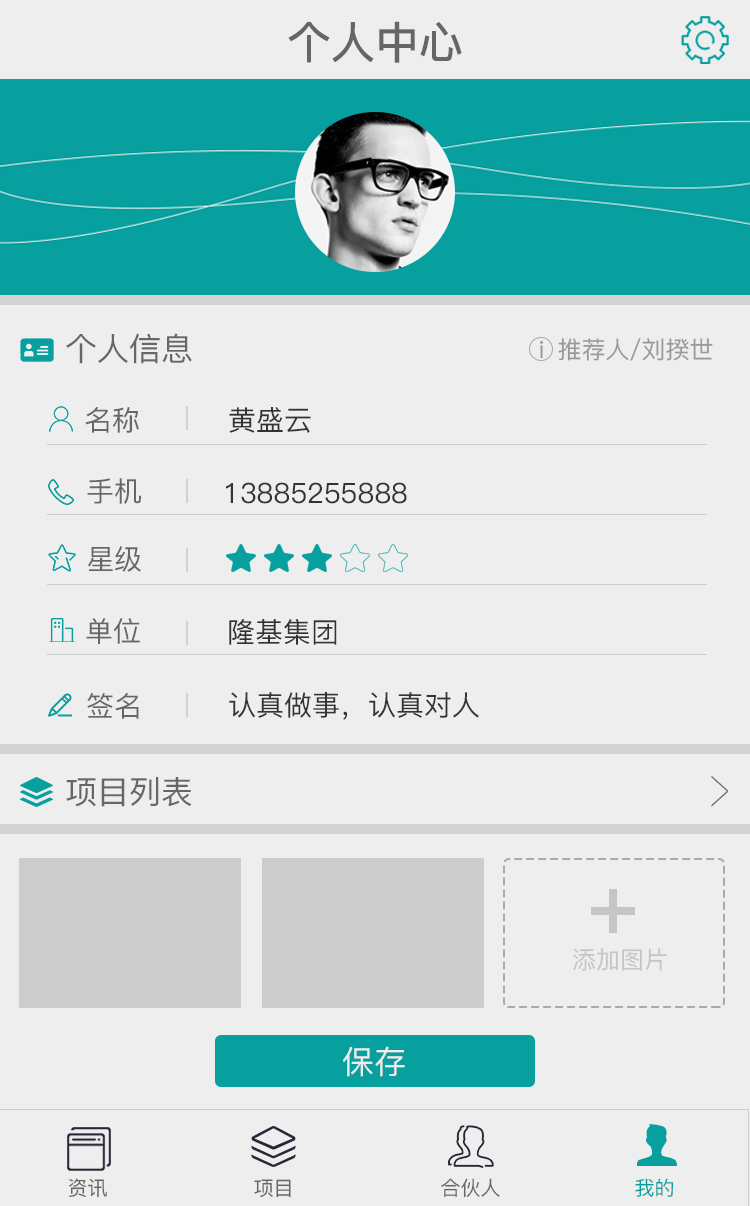 个人中心
个人信息
推荐人/刘揆世
名称 黄盛云
手机 13885255888
星级
单位 隆基集团
签名 认真做事，认真对人
项目列表
添加图片
保存
资讯 项目 合伙人 我的